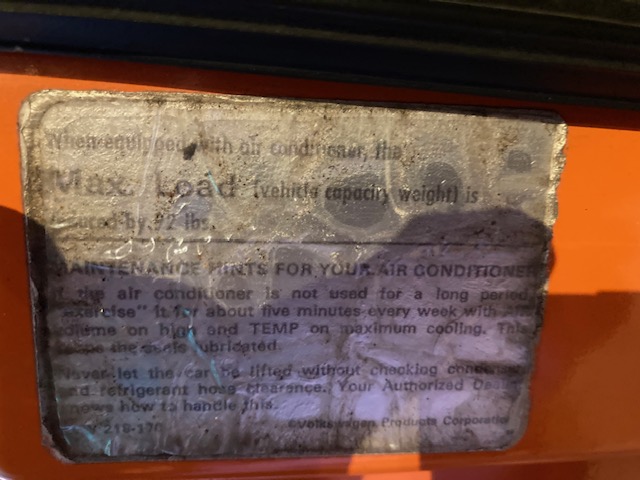 When equipped with air conditioner, the
Max. Load (vehicle capacity weight) is
reduced by 92 lbs.
MAINTENANCE HINTS FOR YOUR AIR CONDITIONER
If the air conditioner is not used for a long period
"exercise" it for about five minutes every week with
on high and TEMP on maximum cooling. This
the seals lubricated.
Never let the car be lifted without checking condenser
and refrigerant hose clearance. Your Authorized Dealer
knows how to handle this.
©Volkswagen Products Corporation